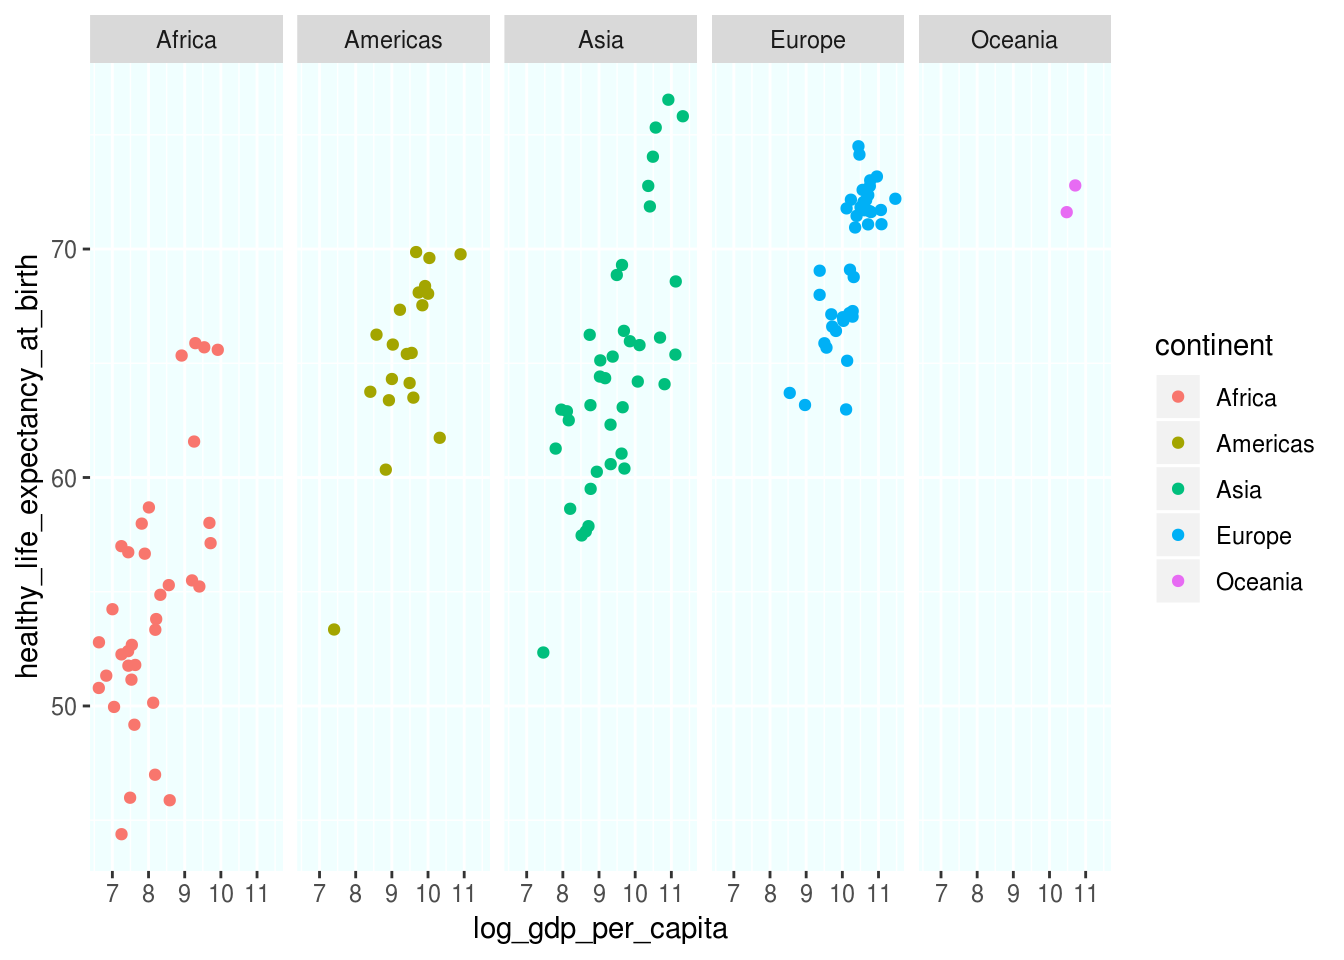 Africa Americas Asia Europe Oceania
healthy_life_expectancy_at_birth
70
60
50
7 8 9 10 11 7 8 9 10 11 7 8 9 10 11 7 8 9 10 11 7 8 9 10 11
log_gdp_per_capita
continent
Africa
Americas
Asia
Europe
Oceania